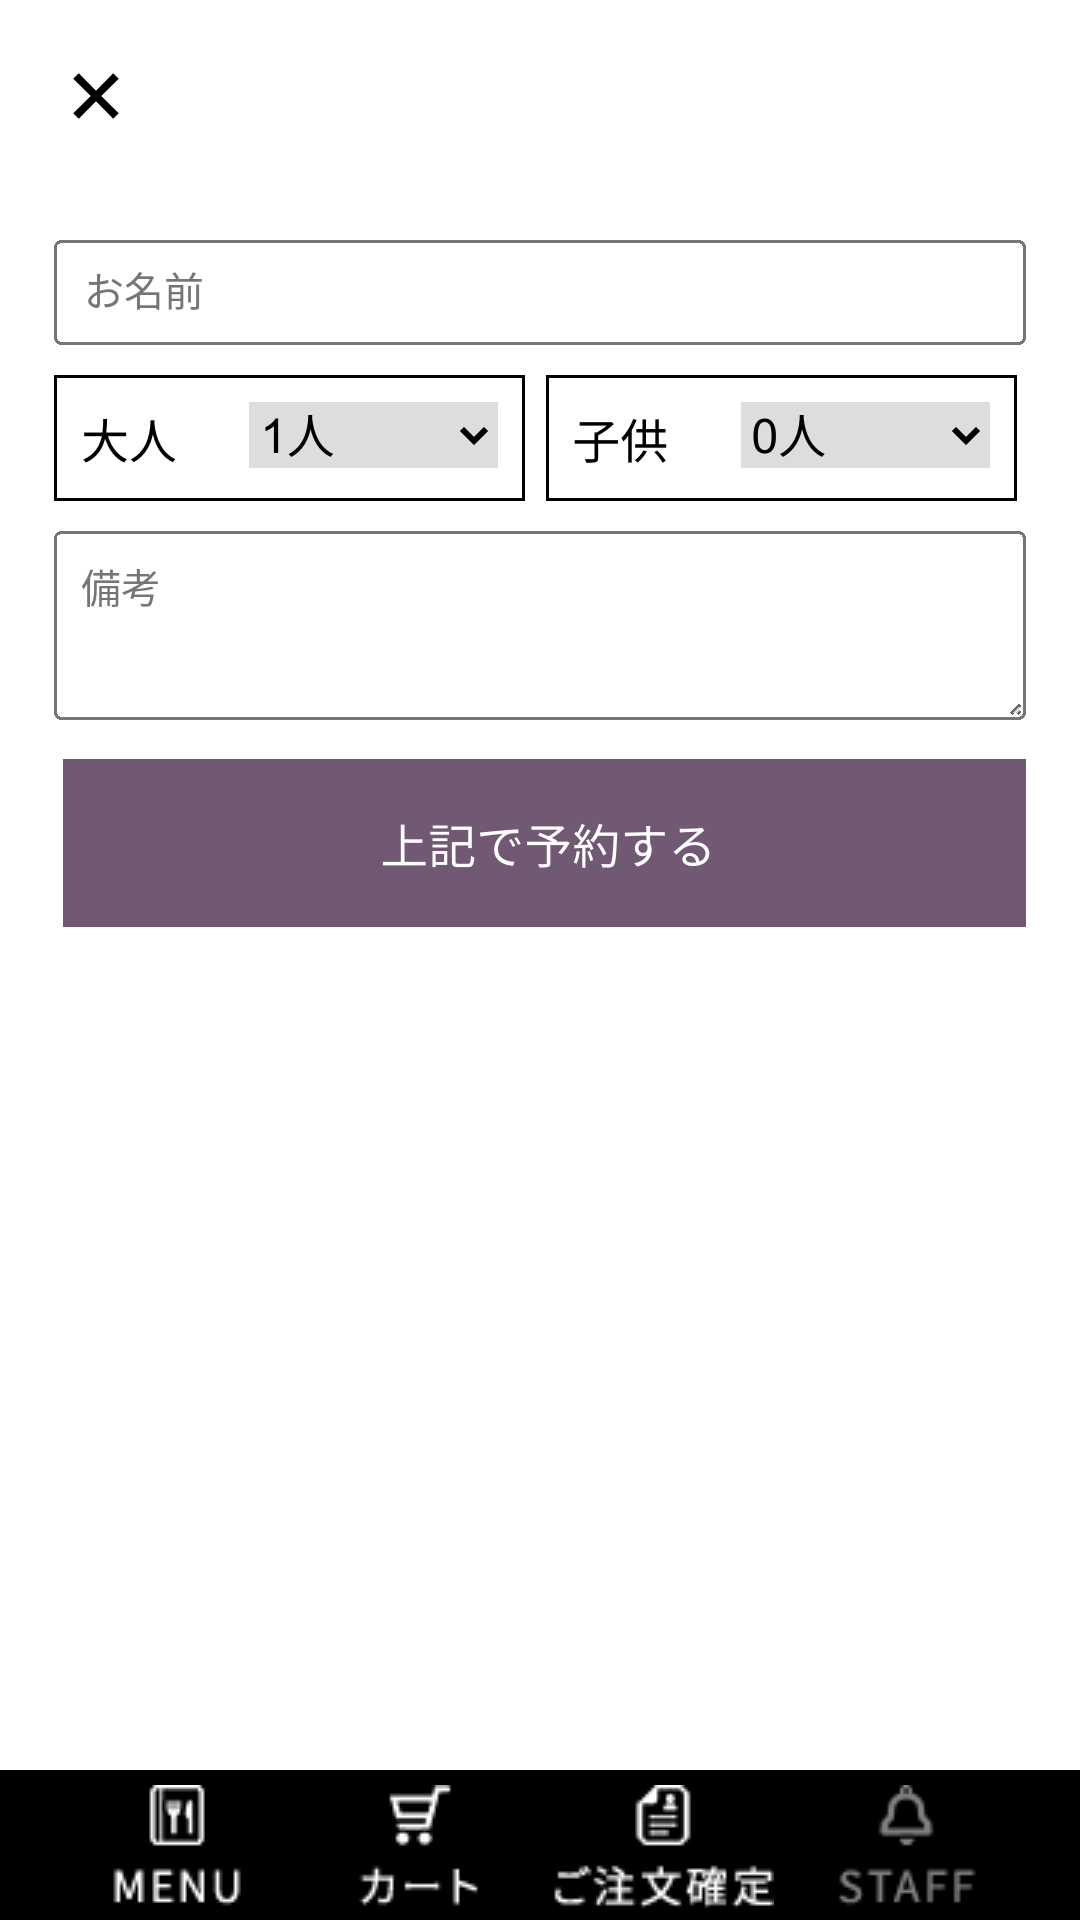 お名前
大人 1人 子供 0人
備考
上記で予約する
MENU カート ご注文確定 STAFF